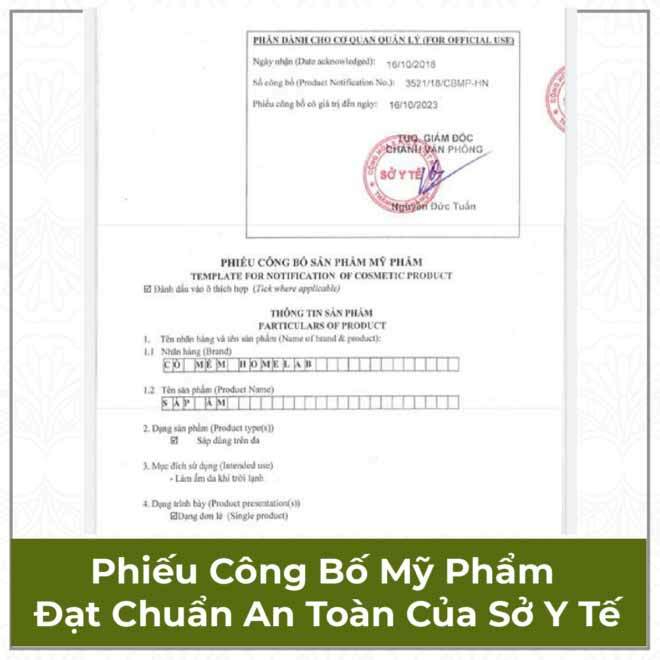 PHẦN DÀNH CHO CƠ QUAN QUẢN LÝ (FOR OFFICIAL USE)
Ngày nhận (Date acknowledged): 16/10/2018
Số công bố (Product Notification No.): 3521/18/CBMP-HN
Phiếu công bố có giá trị đến ngày: 16/10/2023
TUQ. GIÁM ĐỐC
CHÁNH VĂN PHÒNG
SỞ Y TẾ
Nguyễn Đức Tuấn
PHIẾU CÔNG BỐ SẢN PHẨM MỸ PHẨM
TEMPLATE FOR NOTIFICATION OF COSMETIC PRODUCT
☑ Đánh dấu vào ô thích hợp (Tick where applicable)
THÔNG TIN SẢN PHẨM
PARTICULARS OF PRODUCT
1. Tên nhãn hàng và tên sản phẩm (Name of brand & product):
1.1 Nhãn hàng (Brand)
CỎ MỀM HOMELAB
1.2 Tên sản phẩm (Product Name)
SÁP ẤM
2. Dạng sản phẩm (Product type(s))
☑ Sáp dùng trên da
3. Mục đích sử dụng (Intended use)
- Làm ấm da khi trời lạnh
4. Dạng trình bày (Product presentation(s))
☑Dạng đơn lẻ (Single product)
Phiếu Công Bố Mỹ Phẩm
Đạt Chuẩn An Toàn Của Sở Y Tế